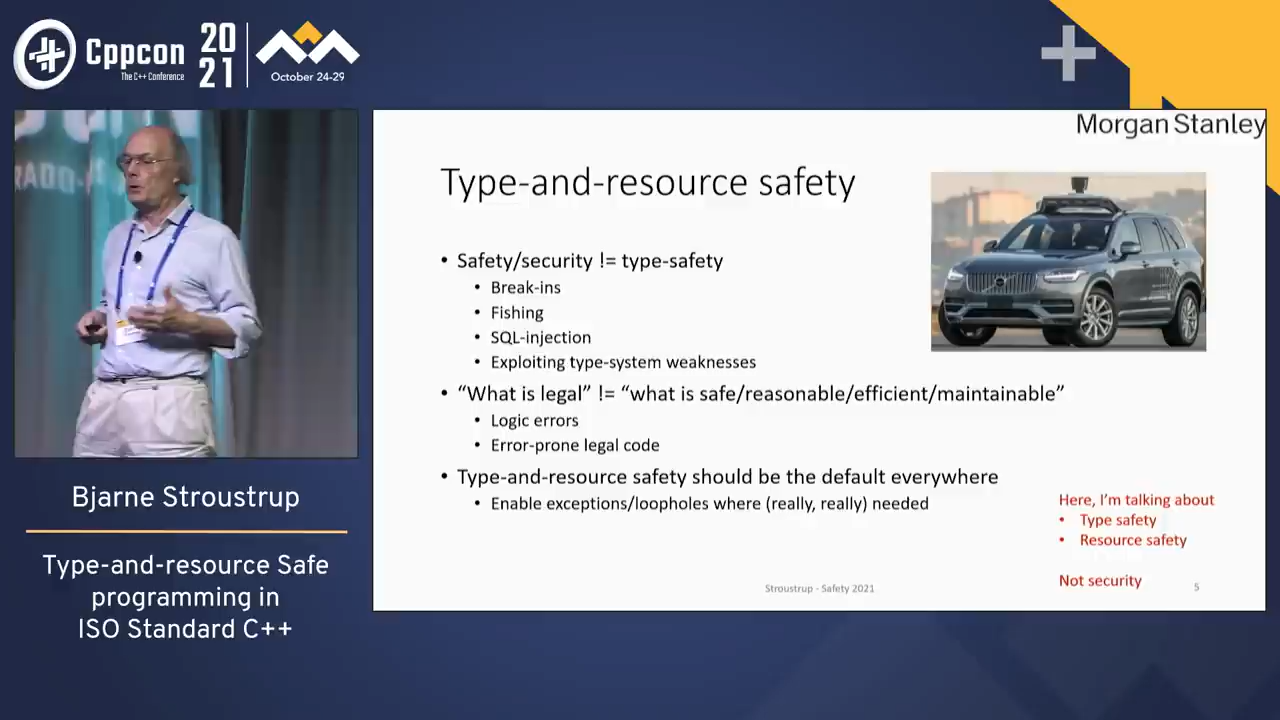 Cppcon
The C++ Conference
20
21
October 24-29
Morgan Stanley
Type-and-resource safety
• Safety/security != type-safety
• Break-ins
• Fishing
• SQL-injection
• Exploiting type-system weaknesses
• “What is legal” != “what is safe/reasonable/efficient/maintainable”
• Logic errors
• Error-prone legal code
• Type-and-resource safety should be the default everywhere
• Enable exceptions/loopholes where (really, really) needed
Here, I’m talking about
• Type safety
• Resource safety
Not security
Stroustrup - Safety 2021
5
Bjarne Stroustrup
Type-and-resource Safe
programming in
ISO Standard C++